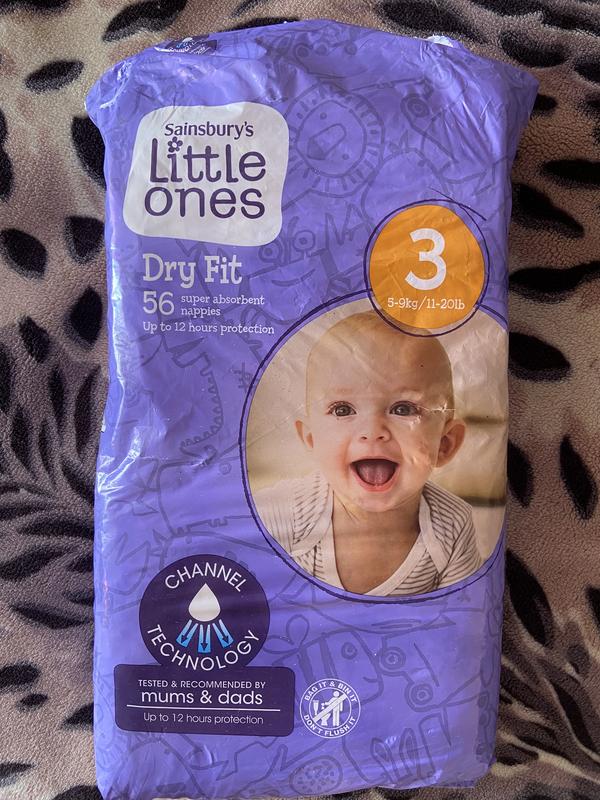 Sainsbury's
Little
ones
Dry Fit
56 super absorbent
nappies
Up to 12 hours protection
3
5-9kg/11-20lb
CHANNEL
TECHNOLOGY
TESTED & RECOMMENDED BY
mums & dads
Up to 12 hours protection
BAG IT & BIN IT
DON'T FLUSH IT